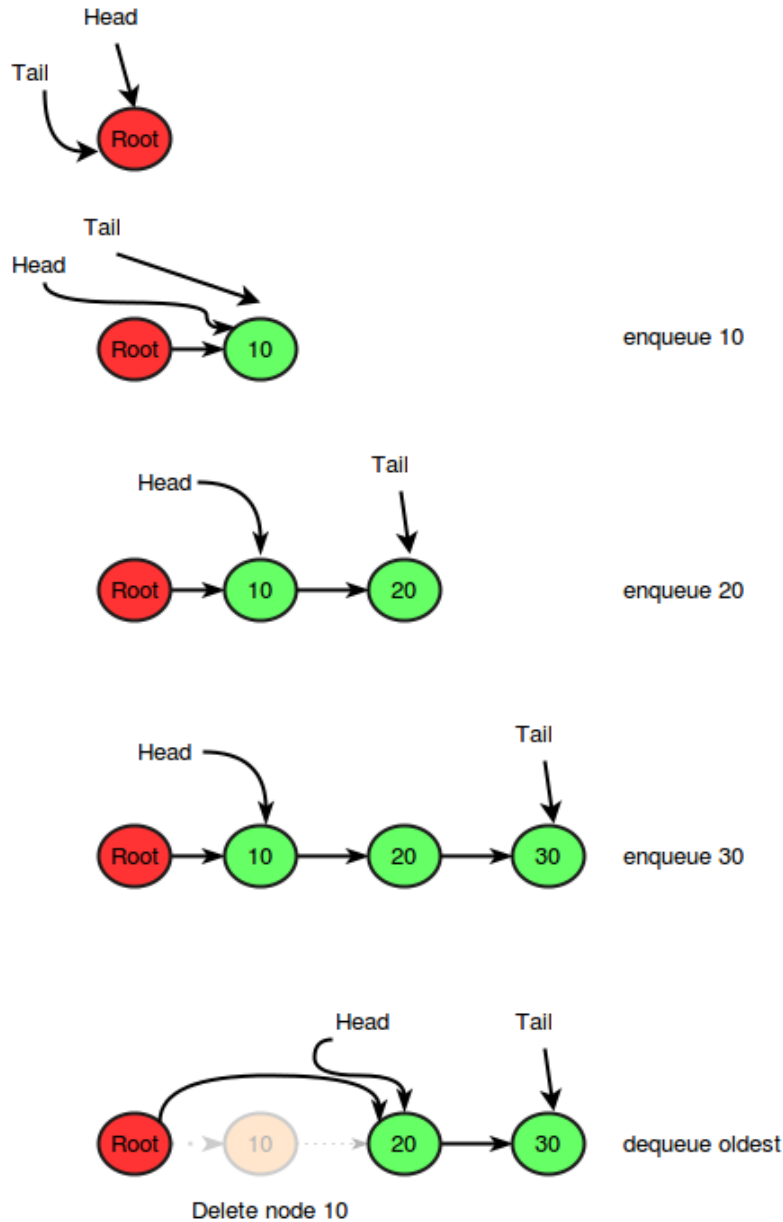 Head
Tail
Root
Tail
Head
Root 10 enqueue 10
Head Tail
Root 10 20 enqueue 20
Head Tail
Root 10 20 30 enqueue 30
Head Tail
Root 10 20 30 dequeue oldest
Delete node 10